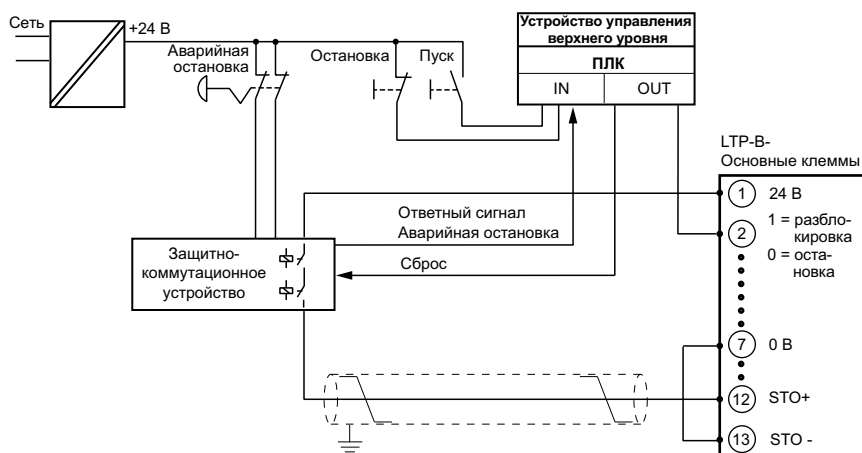 Сеть
+24 В
Аварийная
остановка
Остановка
Пуск
Устройство управления
верхнего уровня
ПЛК
IN
OUT
LTP-B-
Основные клеммы
1
24 В
2
1 = разбло-
кировка
0 = оста-
новка
Ответный сигнал
Аварийная остановка
Сброс
Защитно-
коммутационное
устройство
7
0 В
12
STO+
13
STO -